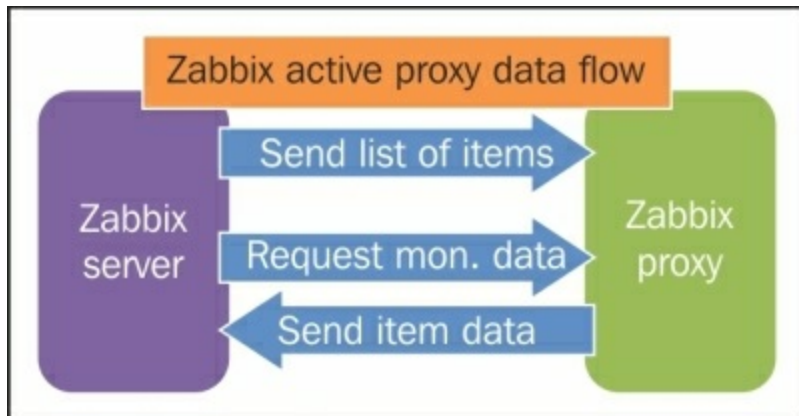 Zabbix active proxy data flow
Send list of items
Zabbix
server
Request mon. data
Zabbix
proxy
Send item data